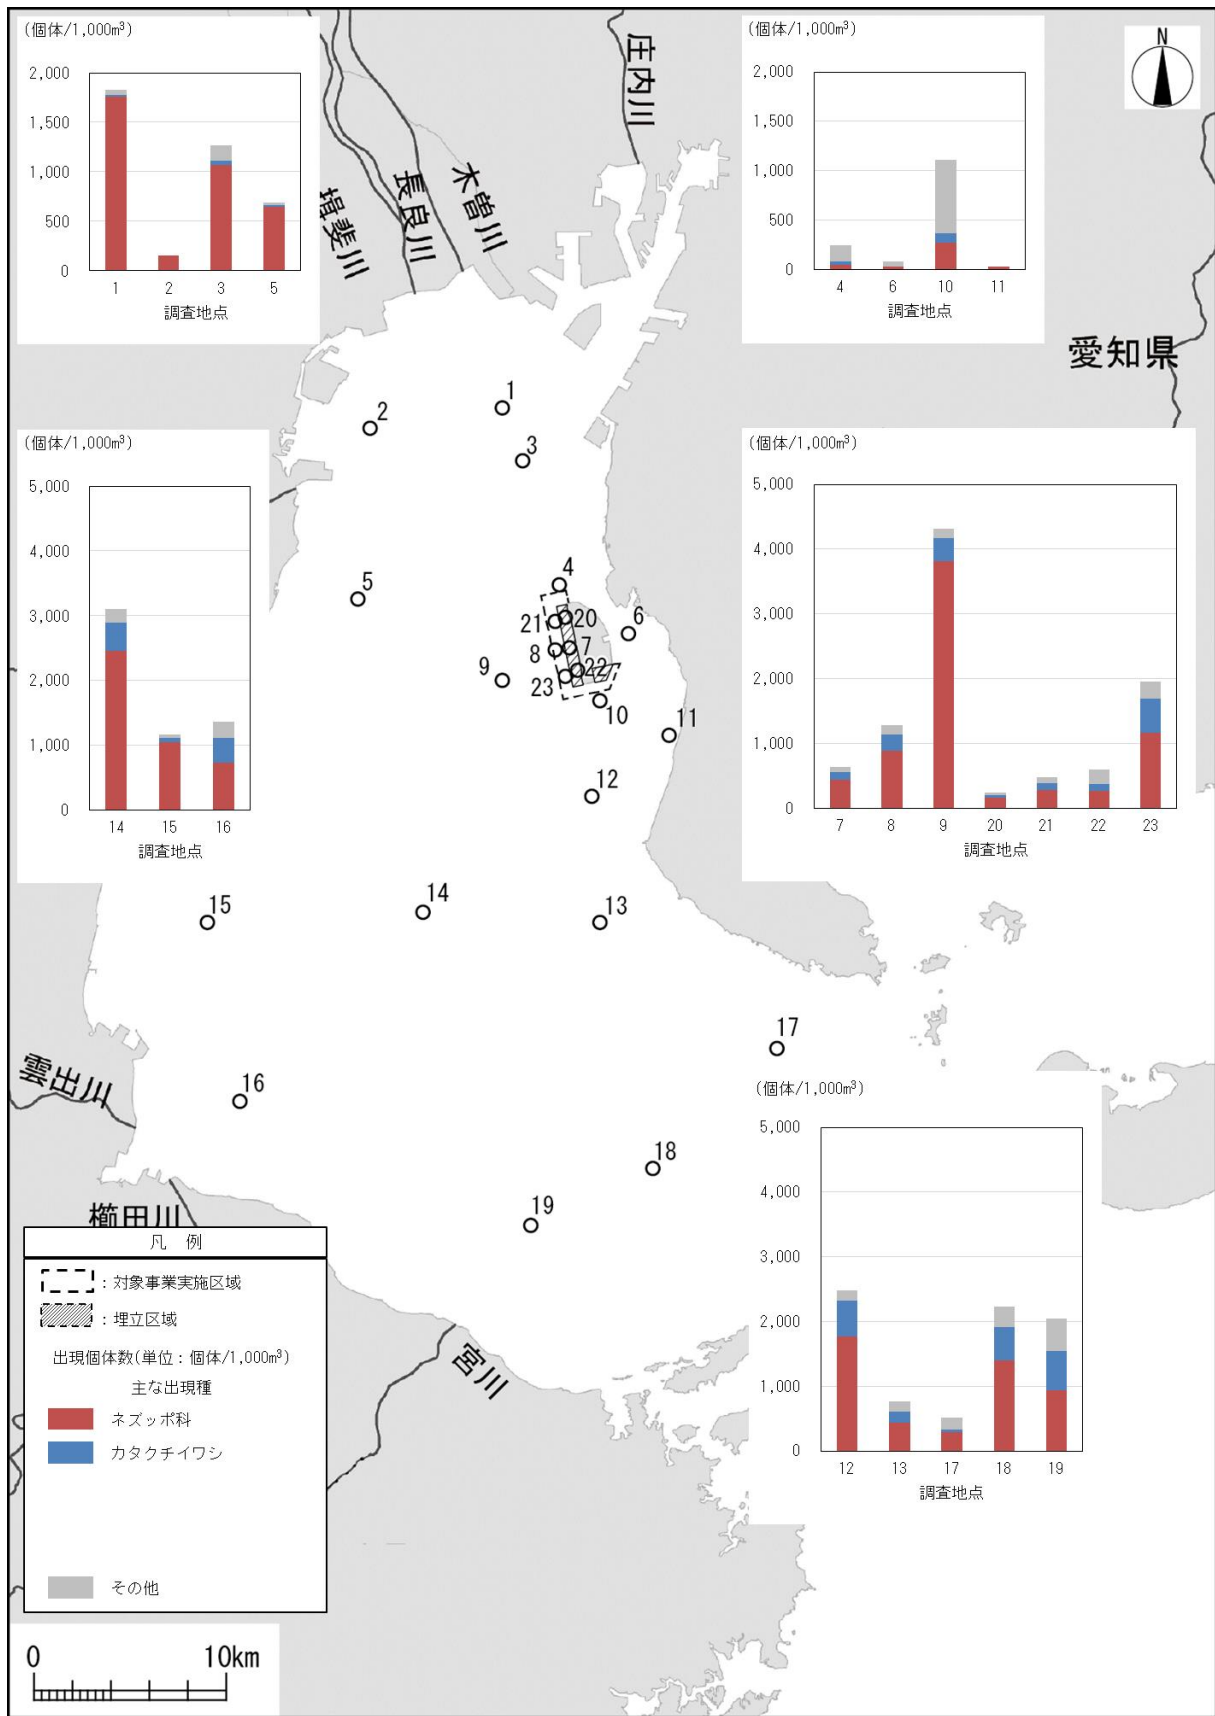 (個体/1,000m³)
2,000
1,500
1,000
500
0
1 2 3 5
調査地点
(個体/1,000m³)
2,000
1,500
1,000
500
0
4 6 10 11
調査地点
N
庄内川
木曽川
長良川
揖斐川
愛知県
1
2
3
4
5
6
20
21
7
8
22
9
23
10
11
12
13
14
15
16
17
18
19
(個体/1,000m³)
5,000
4,000
3,000
2,000
1,000
0
14 15 16
調査地点
(個体/1,000m³)
5,000
4,000
3,000
2,000
1,000
0
7 8 9 20 21 22 23
調査地点
(個体/1,000m³)
5,000
4,000
3,000
2,000
1,000
0
12 13 17 18 19
調査地点
雲出川
櫛田川
宮川
凡 例
：対象事業実施区域
：埋立区域
出現個体数(単位：個体/1,000m³)
主な出現種
ネズッポ科
カタクチイワシ
その他
0 10km